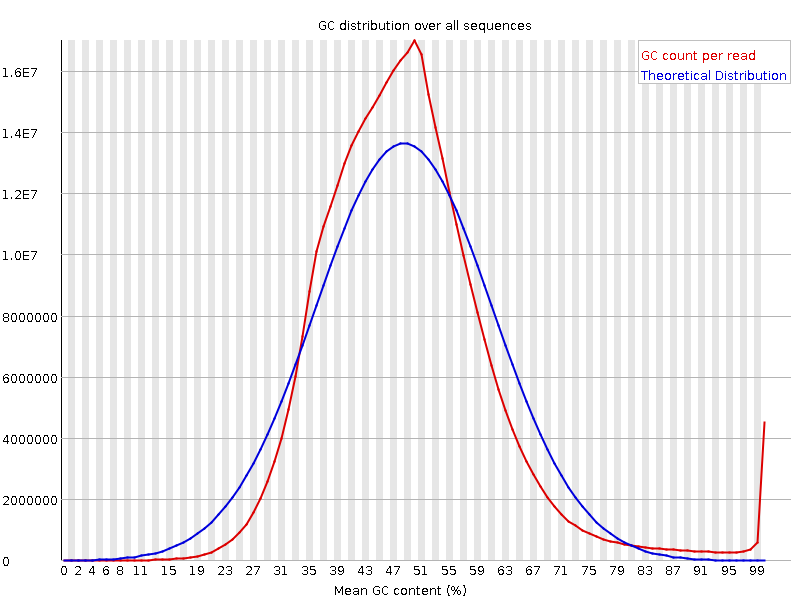 GC distribution over all sequences
GC count per read
Theoretical Distribution
1.6E7
1.4E7
1.2E7
1.0E7
8000000
6000000
4000000
2000000
0
0 2 4 6 8 11 15 19 23 27 31 35 39 43 47 51 55 59 63 67 71 75 79 83 87 91 95 99
Mean GC content (%)